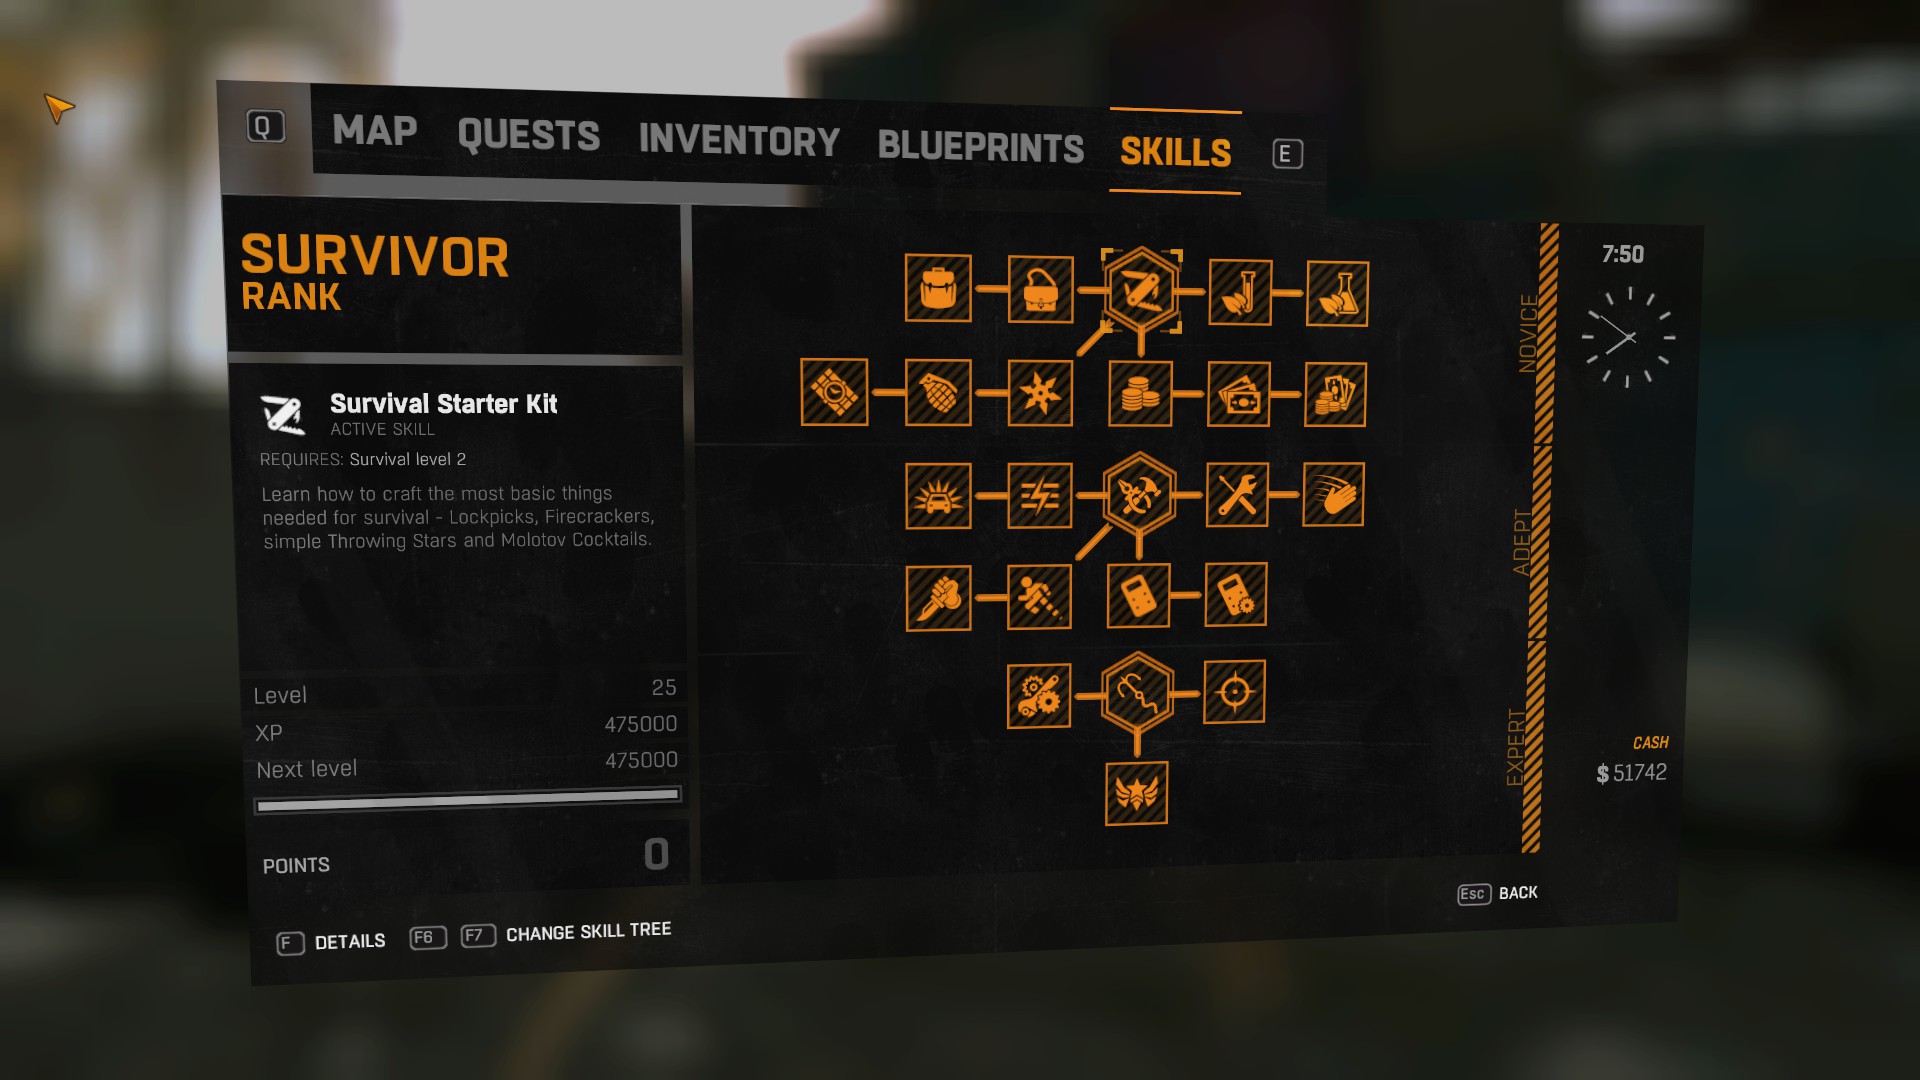 Q MAP QUESTS INVENTORY BLUEPRINTS SKILLS E
SURVIVOR
RANK
Survival Starter Kit
ACTIVE SKILL
REQUIRES: Survival level 2
Learn how to craft the most basic things
needed for survival - Lockpicks, Firecrackers,
simple Throwing Stars and Molotov Cocktails.
Level 25
XP 475000
Next level 475000
POINTS 0
F DETAILS F6 F7 CHANGE SKILL TREE
NOVICE
ADEPT
EXPERT
7:50
CASH
$ 51742
Esc BACK